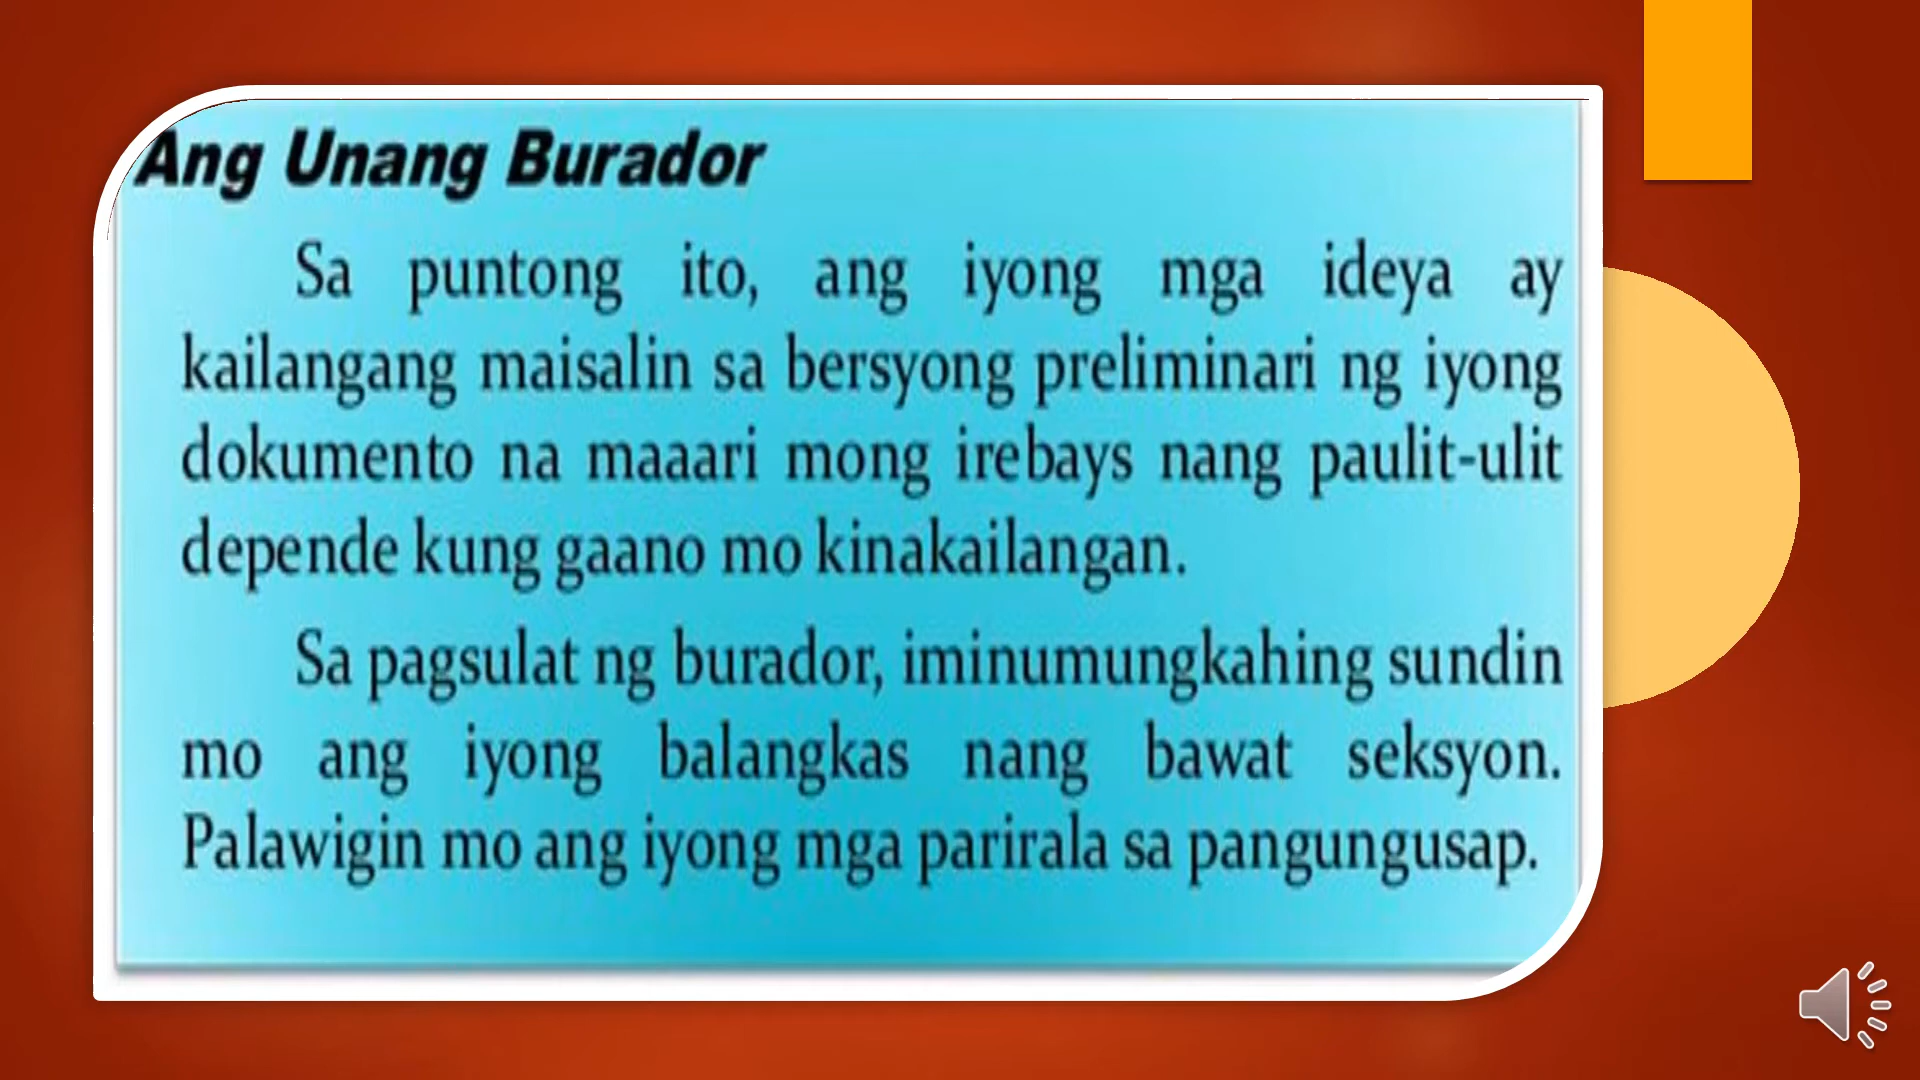 Ang Unang Burador
Sa puntong ito, ang iyong mga ideya ay
kailangang maisalin sa bersyong preliminari ng iyong
dokumento na maaari mong irebays nang paulit-ulit
depende kung gaano mo kinakailangan.
Sa pagsulat ng burador, iminumungkahing sundin
mo ang iyong balangkas nang bawat seksyon.
Palawigin mo ang iyong mga parirala sa pangungusap.